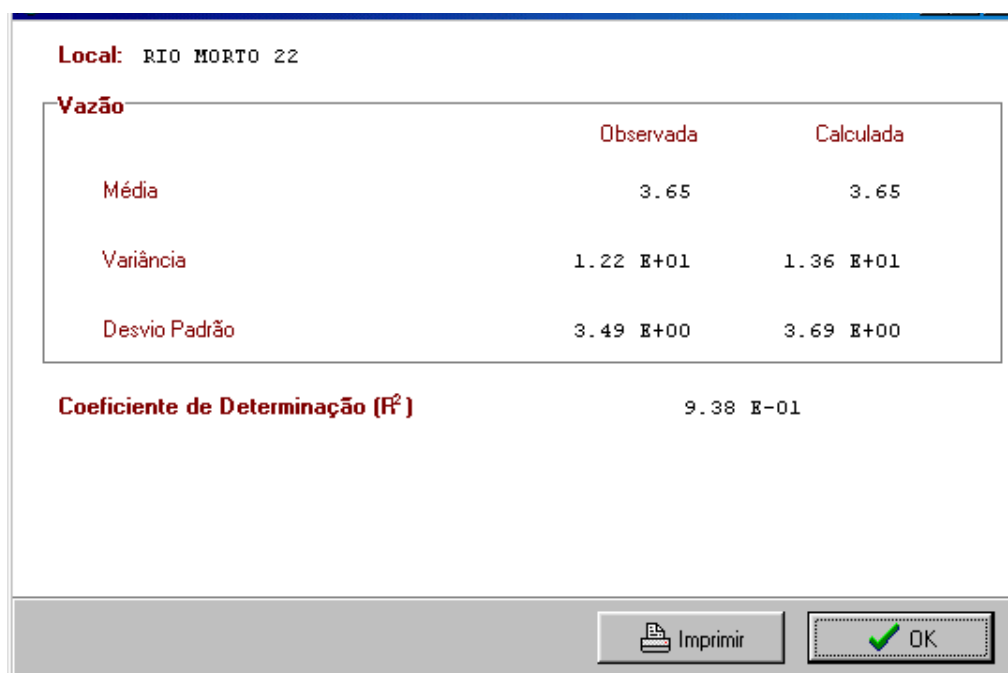 Local: RIO MORTO 22
Vazão
Observada Calculada
Média 3.65 3.65
Variância 1.22 E+01 1.36 E+01
Desvio Padrão 3.49 E+00 3.69 E+00
Coeficiente de Determinação (R²) 9.38 E-01
Imprimir OK